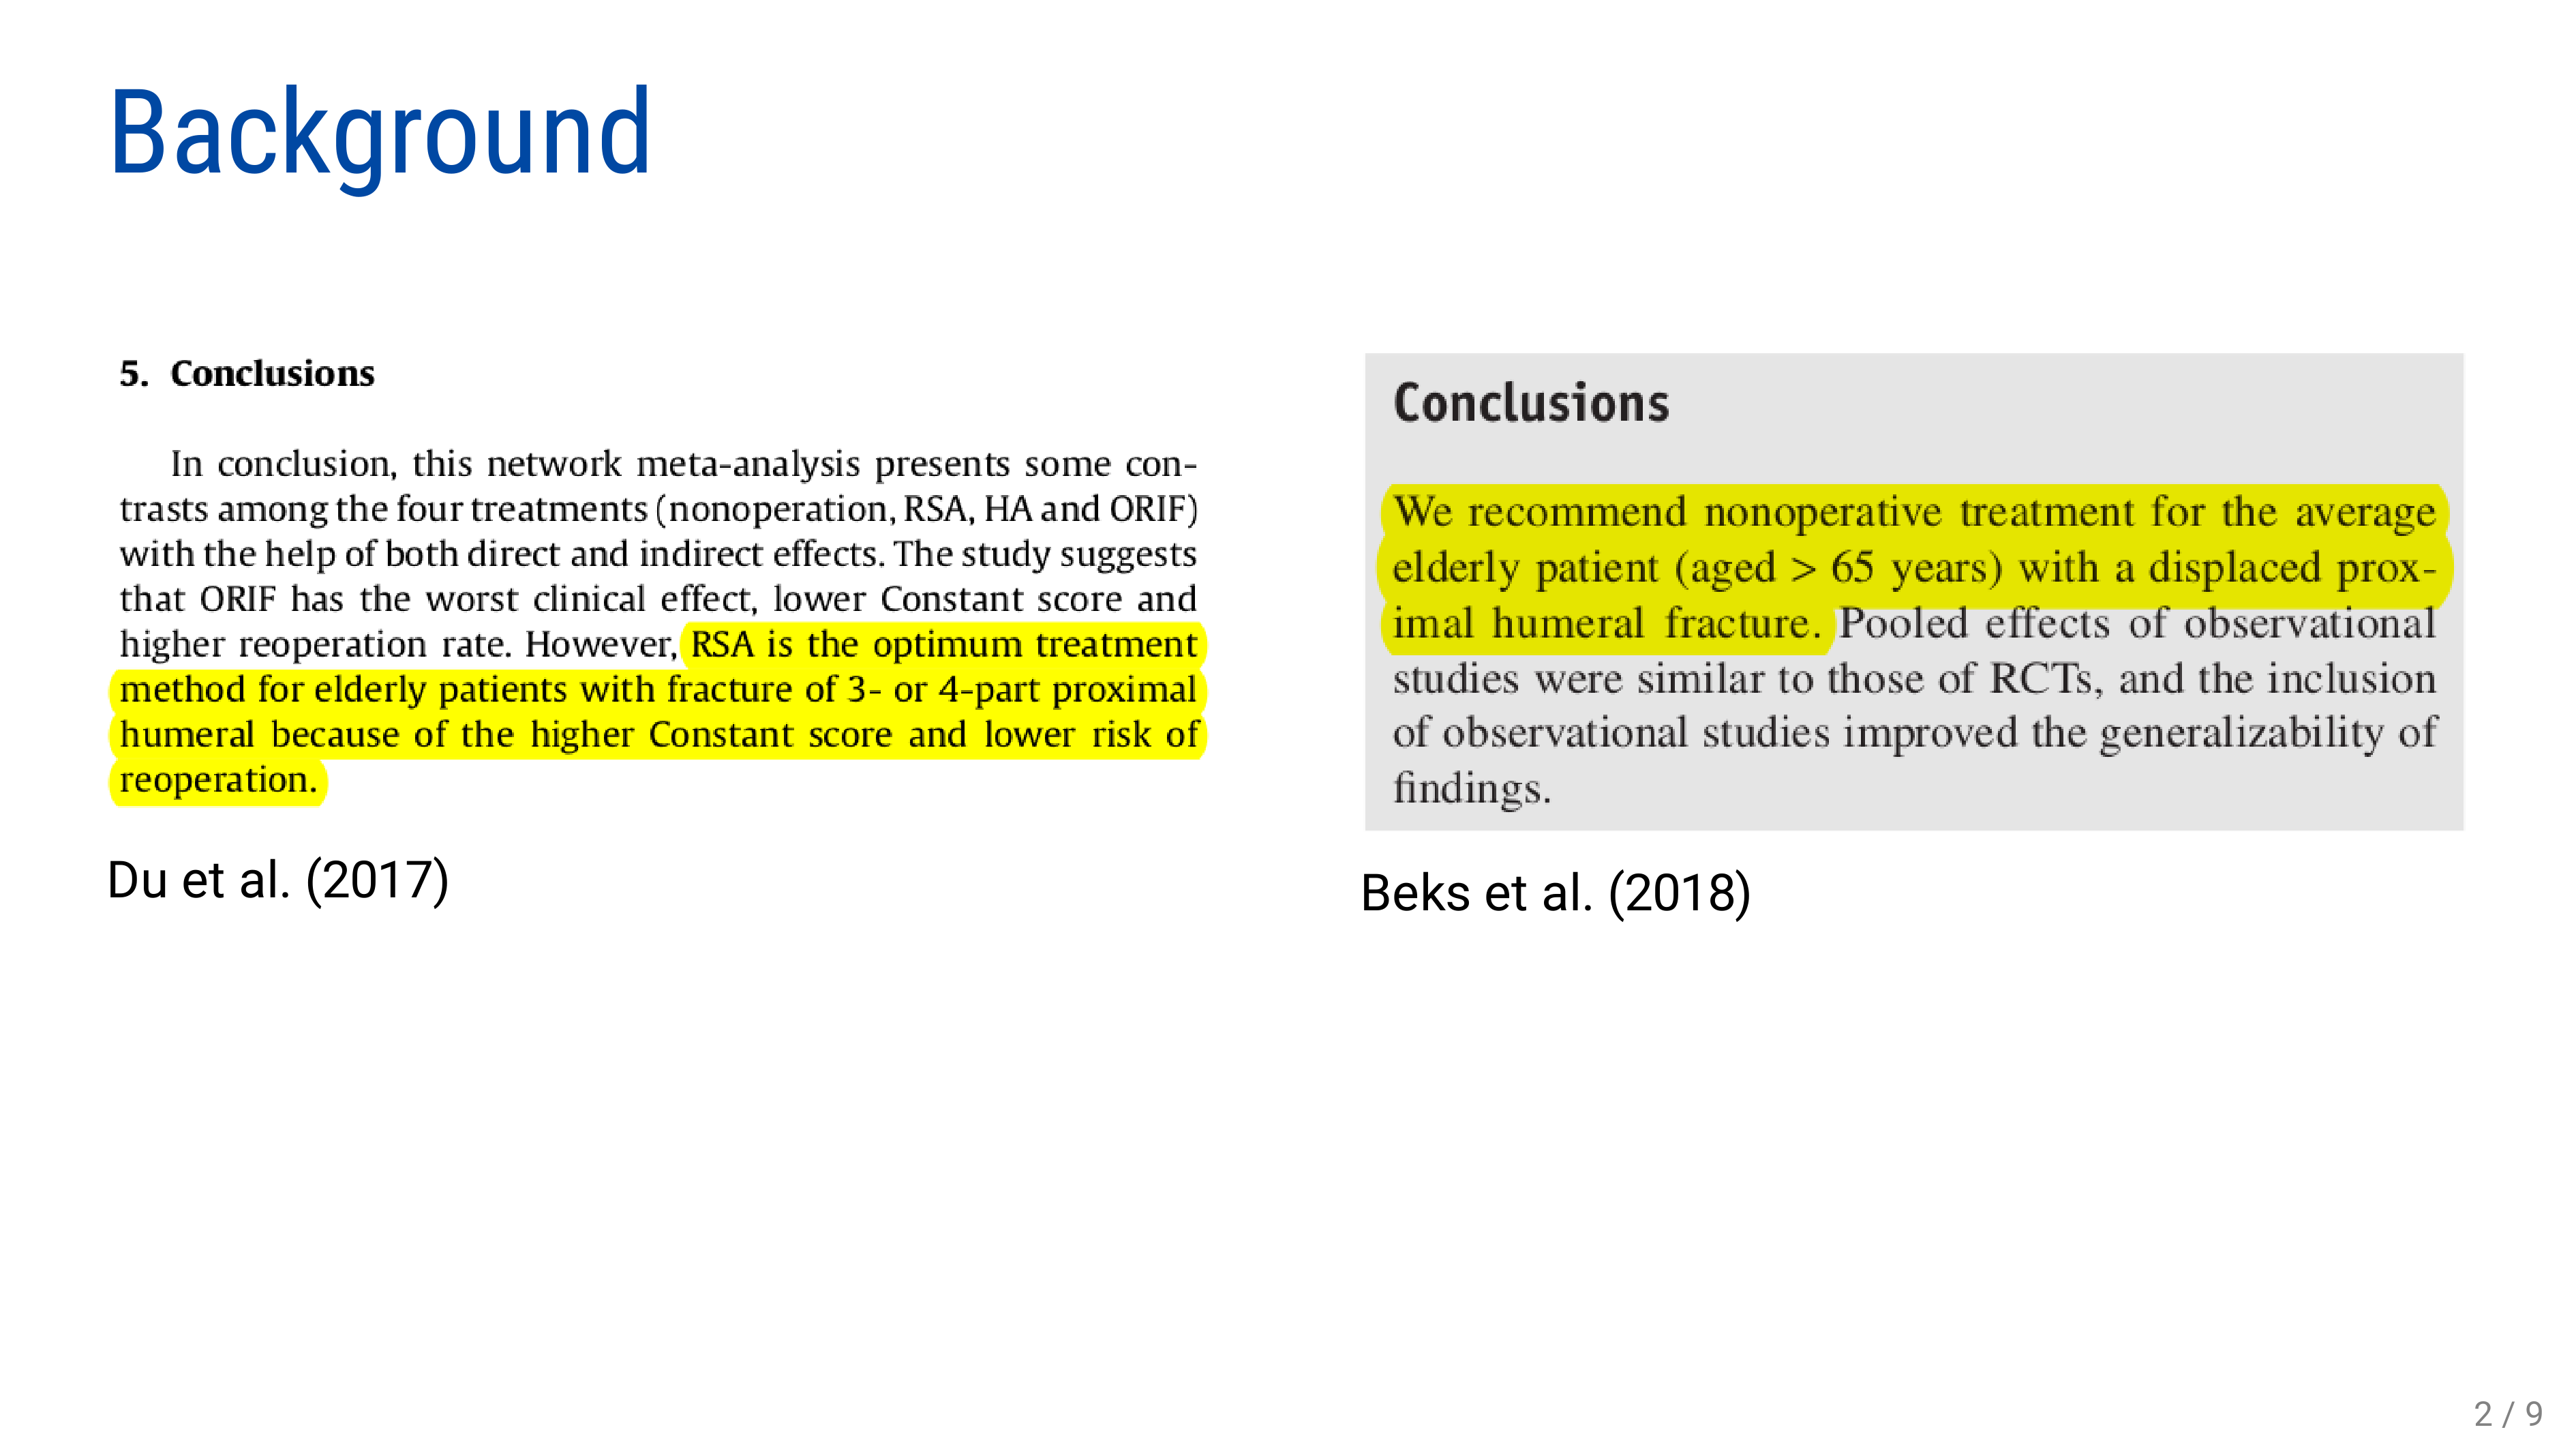 Background
5. Conclusions
In conclusion, this network meta-analysis presents some con-
trasts among the four treatments (nonoperation, RSA, HA and ORIF)
with the help of both direct and indirect effects. The study suggests
that ORIF has the worst clinical effect, lower Constant score and
higher reoperation rate. However, RSA is the optimum treatment
method for elderly patients with fracture of 3- or 4-part proximal
humeral because of the higher Constant score and lower risk of
reoperation.
Du et al. (2017)
Conclusions
We recommend nonoperative treatment for the average
elderly patient (aged > 65 years) with a displaced prox-
imal humeral fracture. Pooled effects of observational
studies were similar to those of RCTs, and the inclusion
of observational studies improved the generalizability of
findings.
Beks et al. (2018)
2 / 9